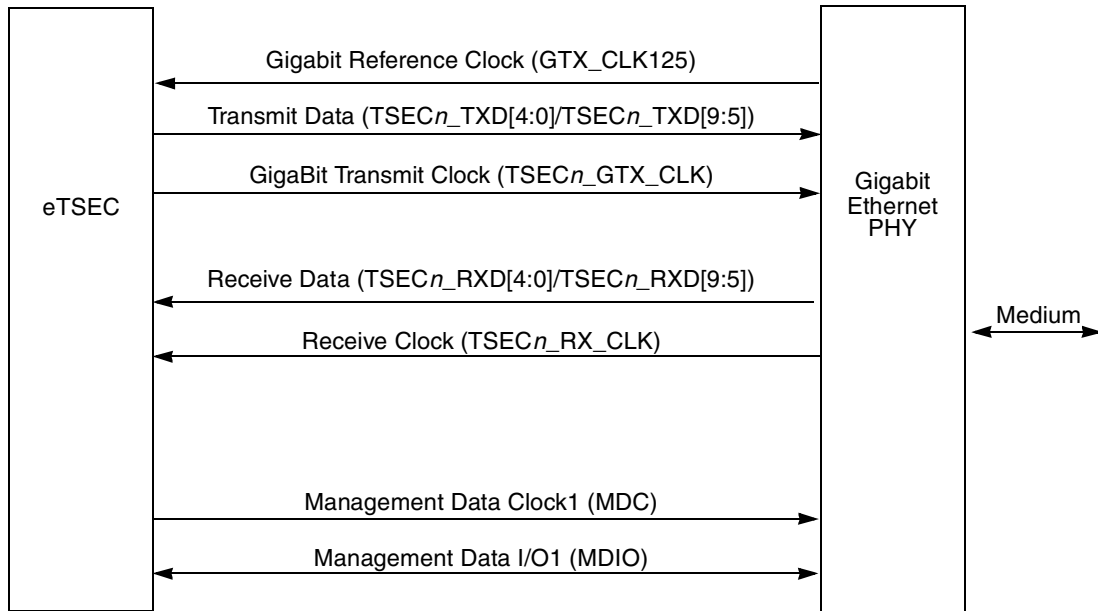 Gigabit Reference Clock (GTX_CLK125)
Transmit Data (TSECn_TXD[4:0]/TSECn_TXD[9:5])
GigaBit Transmit Clock (TSECn_GTX_CLK)
eTSEC
Gigabit
Ethernet
PHY
Receive Data (TSECn_RXD[4:0]/TSECn_RXD[9:5])
Medium
Receive Clock (TSECn_RX_CLK)
Management Data Clock1 (MDC)
Management Data I/O1 (MDIO)